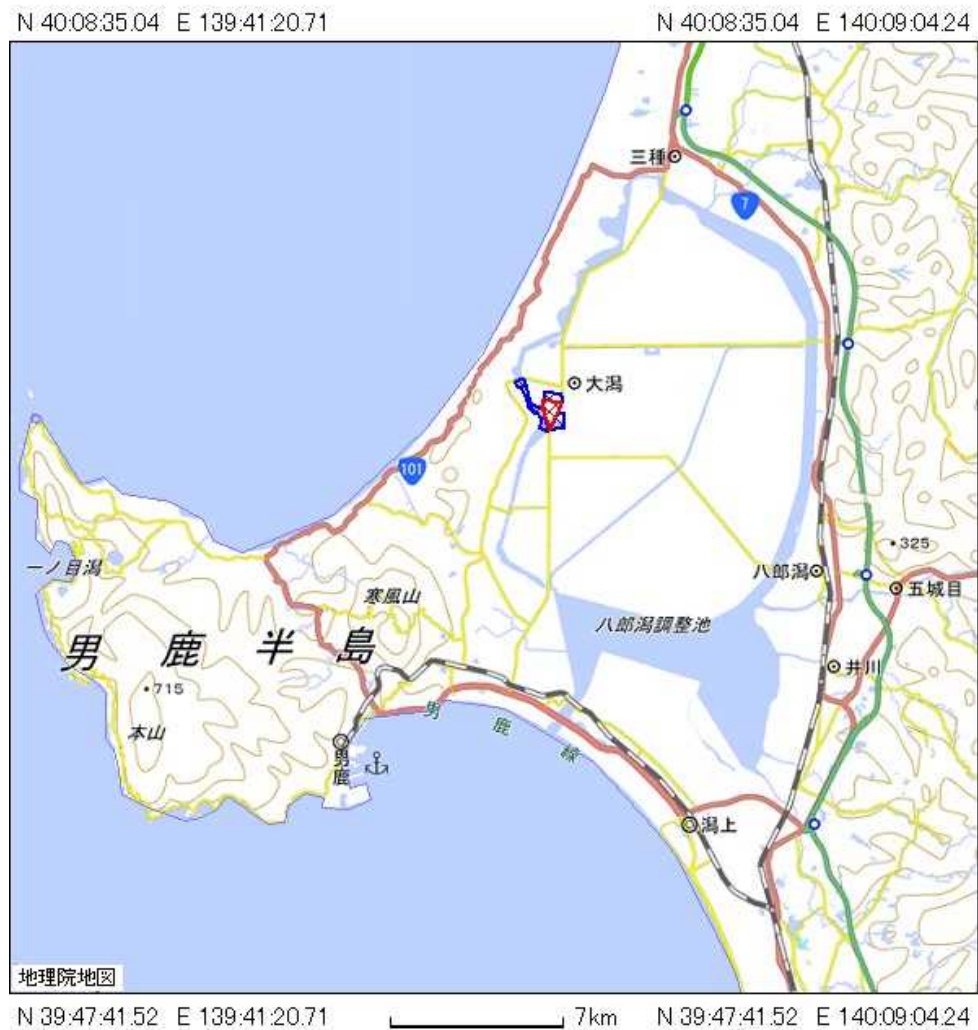 N 40:08:35.04 E 139:41:20.71
N 40:08:35.04 E 140:09:04.24
三種
7
大潟
101
325
八郎潟
五城目
一ノ目潟
寒風山
八郎潟調整池
男鹿半島
井川
715
本山
男鹿線
男鹿
潟上
地理院地図
N 39:47:41.52 E 139:41:20.71
7km
N 39:47:41.52 E 140:09:04.24